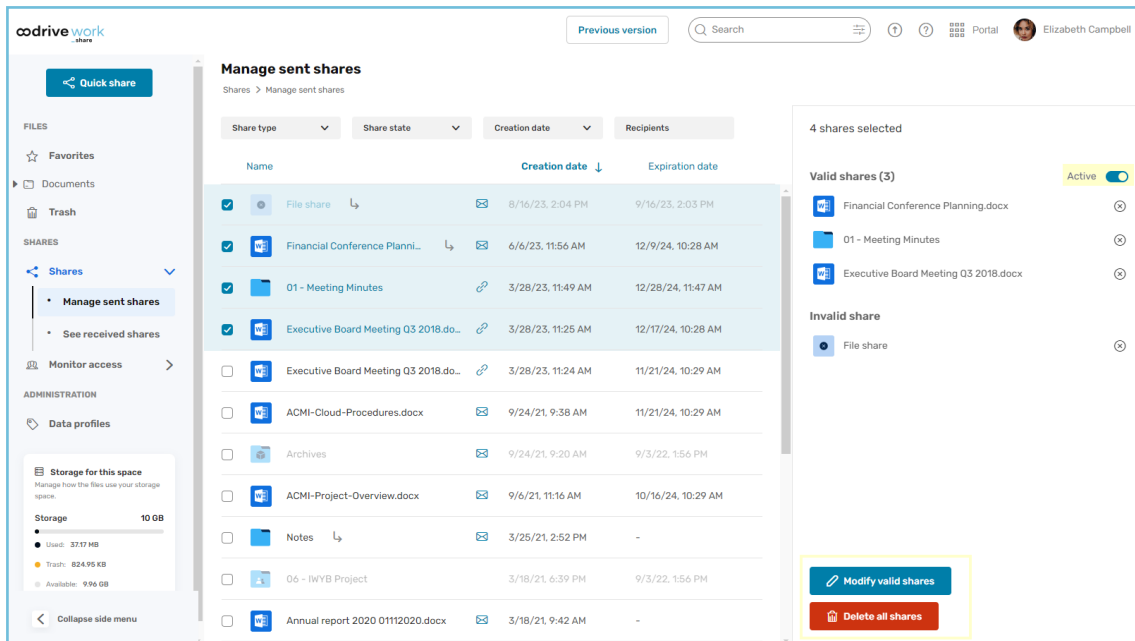 oodrive work
_share
Previous version
Search
Portal
Elizabeth Campbell
Quick share
FILES
Favorites
Documents
Trash
SHARES
Shares
Manage sent shares
See received shares
Monitor access
ADMINISTRATION
Data profiles
Storage for this space
Manage how the files use your storage
space.
Storage 10 GB
Used: 37.17 MB
Trash: 824.95 KB
Available: 9.96 GB
Collapse side menu
Manage sent shares
Shares > Manage sent shares
Share type Share state Creation date Recipients
Name Creation date ↓ Expiration date
File share 8/16/23, 2:04 PM 9/16/23, 2:03 PM
Financial Conference Planni... 6/6/23, 11:56 AM 12/9/24, 10:28 AM
01 - Meeting Minutes 3/28/23, 11:49 AM 12/28/24, 11:47 AM
Executive Board Meeting Q3 2018.do... 3/28/23, 11:25 AM 12/17/24, 10:28 AM
Executive Board Meeting Q3 2018.do... 3/28/23, 11:24 AM 11/21/24, 10:29 AM
ACMI-Cloud-Procedures.docx 9/24/21, 9:38 AM 11/21/24, 10:29 AM
Archives 9/24/21, 9:20 AM 9/3/22, 1:56 PM
ACMI-Project-Overview.docx 9/6/21, 11:16 AM 10/16/24, 10:29 AM
Notes 3/25/21, 2:52 PM -
06 - IWYB Project 3/18/21, 6:39 PM 9/3/22, 1:56 PM
Annual report 2020 01112020.docx 3/18/21, 9:42 AM -
4 shares selected
Valid shares (3) Active
Financial Conference Planning.docx
01 - Meeting Minutes
Executive Board Meeting Q3 2018.docx
Invalid share
File share
Modify valid shares
Delete all shares